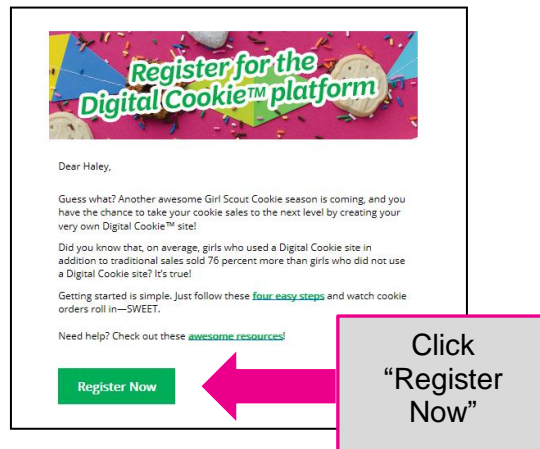 Register for the
Digital Cookie™ platform
Dear Haley,
Guess what? Another awesome Girl Scout Cookie season is coming, and you
have the chance to take your cookie sales to the next level by creating your
very own Digital Cookie™ site!
Did you know that, on average, girls who used a Digital Cookie site in
addition to traditional sales sold 76 percent more than girls who did not use
a Digital Cookie site? It's true!
Getting started is simple. Just follow these four easy steps and watch cookie
orders roll in—SWEET.
Need help? Check out these awesome resources!
Register Now
Click
“Register
Now”